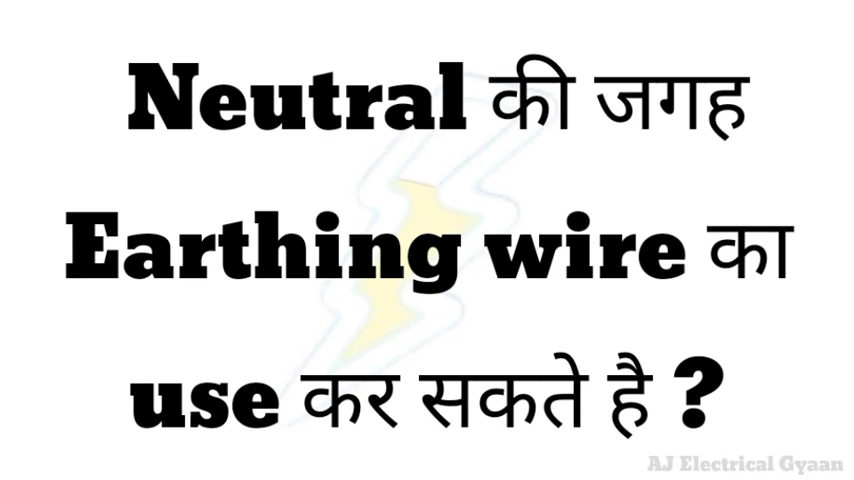 Neutral की जगह
Earthing wire का
use कर सकते है ?
AJ Electrical Gyaan